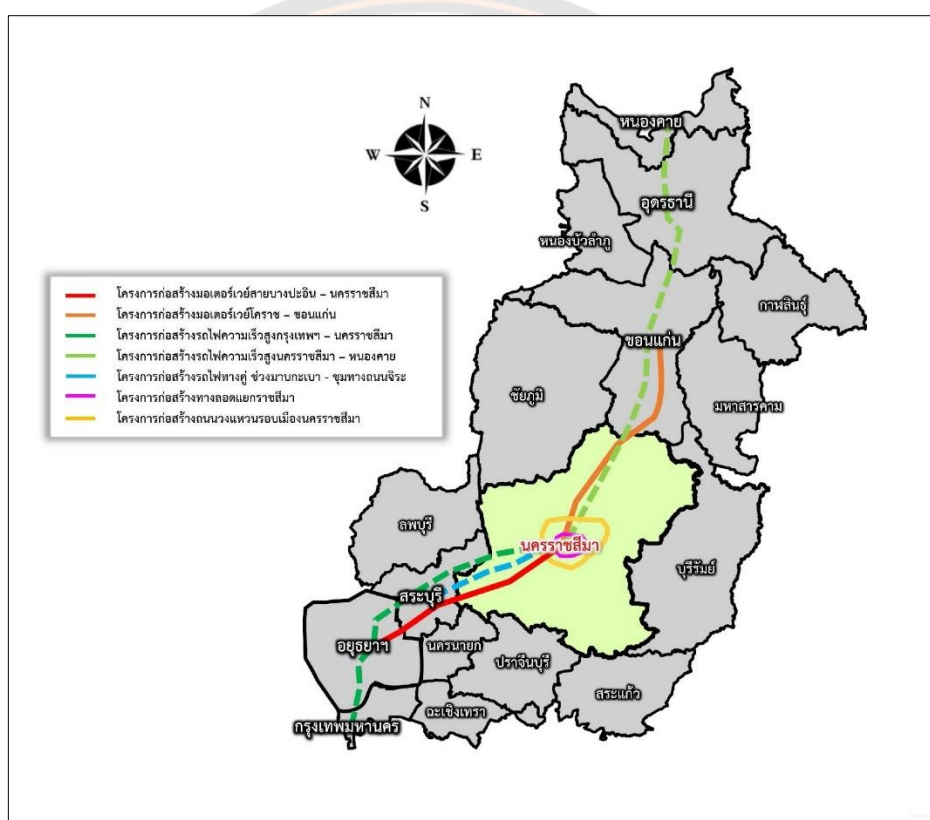 N
W
E
S
หนองคาย
อุดรธานี
หนองบัวลำภู
กาฬสินธุ์
ขอนแก่น
ชัยภูมิ
มหาสารคาม
โครงการก่อสร้างมอเตอร์เวย์สายบางปะอิน – นครราชสีมา
โครงการก่อสร้างมอเตอร์เวย์โคราช – ขอนแก่น
โครงการก่อสร้างรถไฟความเร็วสูงกรุงเทพฯ – นครราชสีมา
โครงการก่อสร้างรถไฟความเร็วสูงนครราชสีมา – หนองคาย
โครงการก่อสร้างรถไฟทางคู่ ช่วงมาบกะเบา - ชุมทางถนนจิระ
โครงการก่อสร้างทางลอดแยกราชสีมา
โครงการก่อสร้างถนนวงแหวนรอบเมืองนครราชสีมา
ลพบุรี
นครราชสีมา
บุรีรัมย์
สระบุรี
อยุธยาฯ
นครนายก
ปราจีนบุรี
สระแก้ว
ฉะเชิงเทรา
กรุงเทพมหานคร